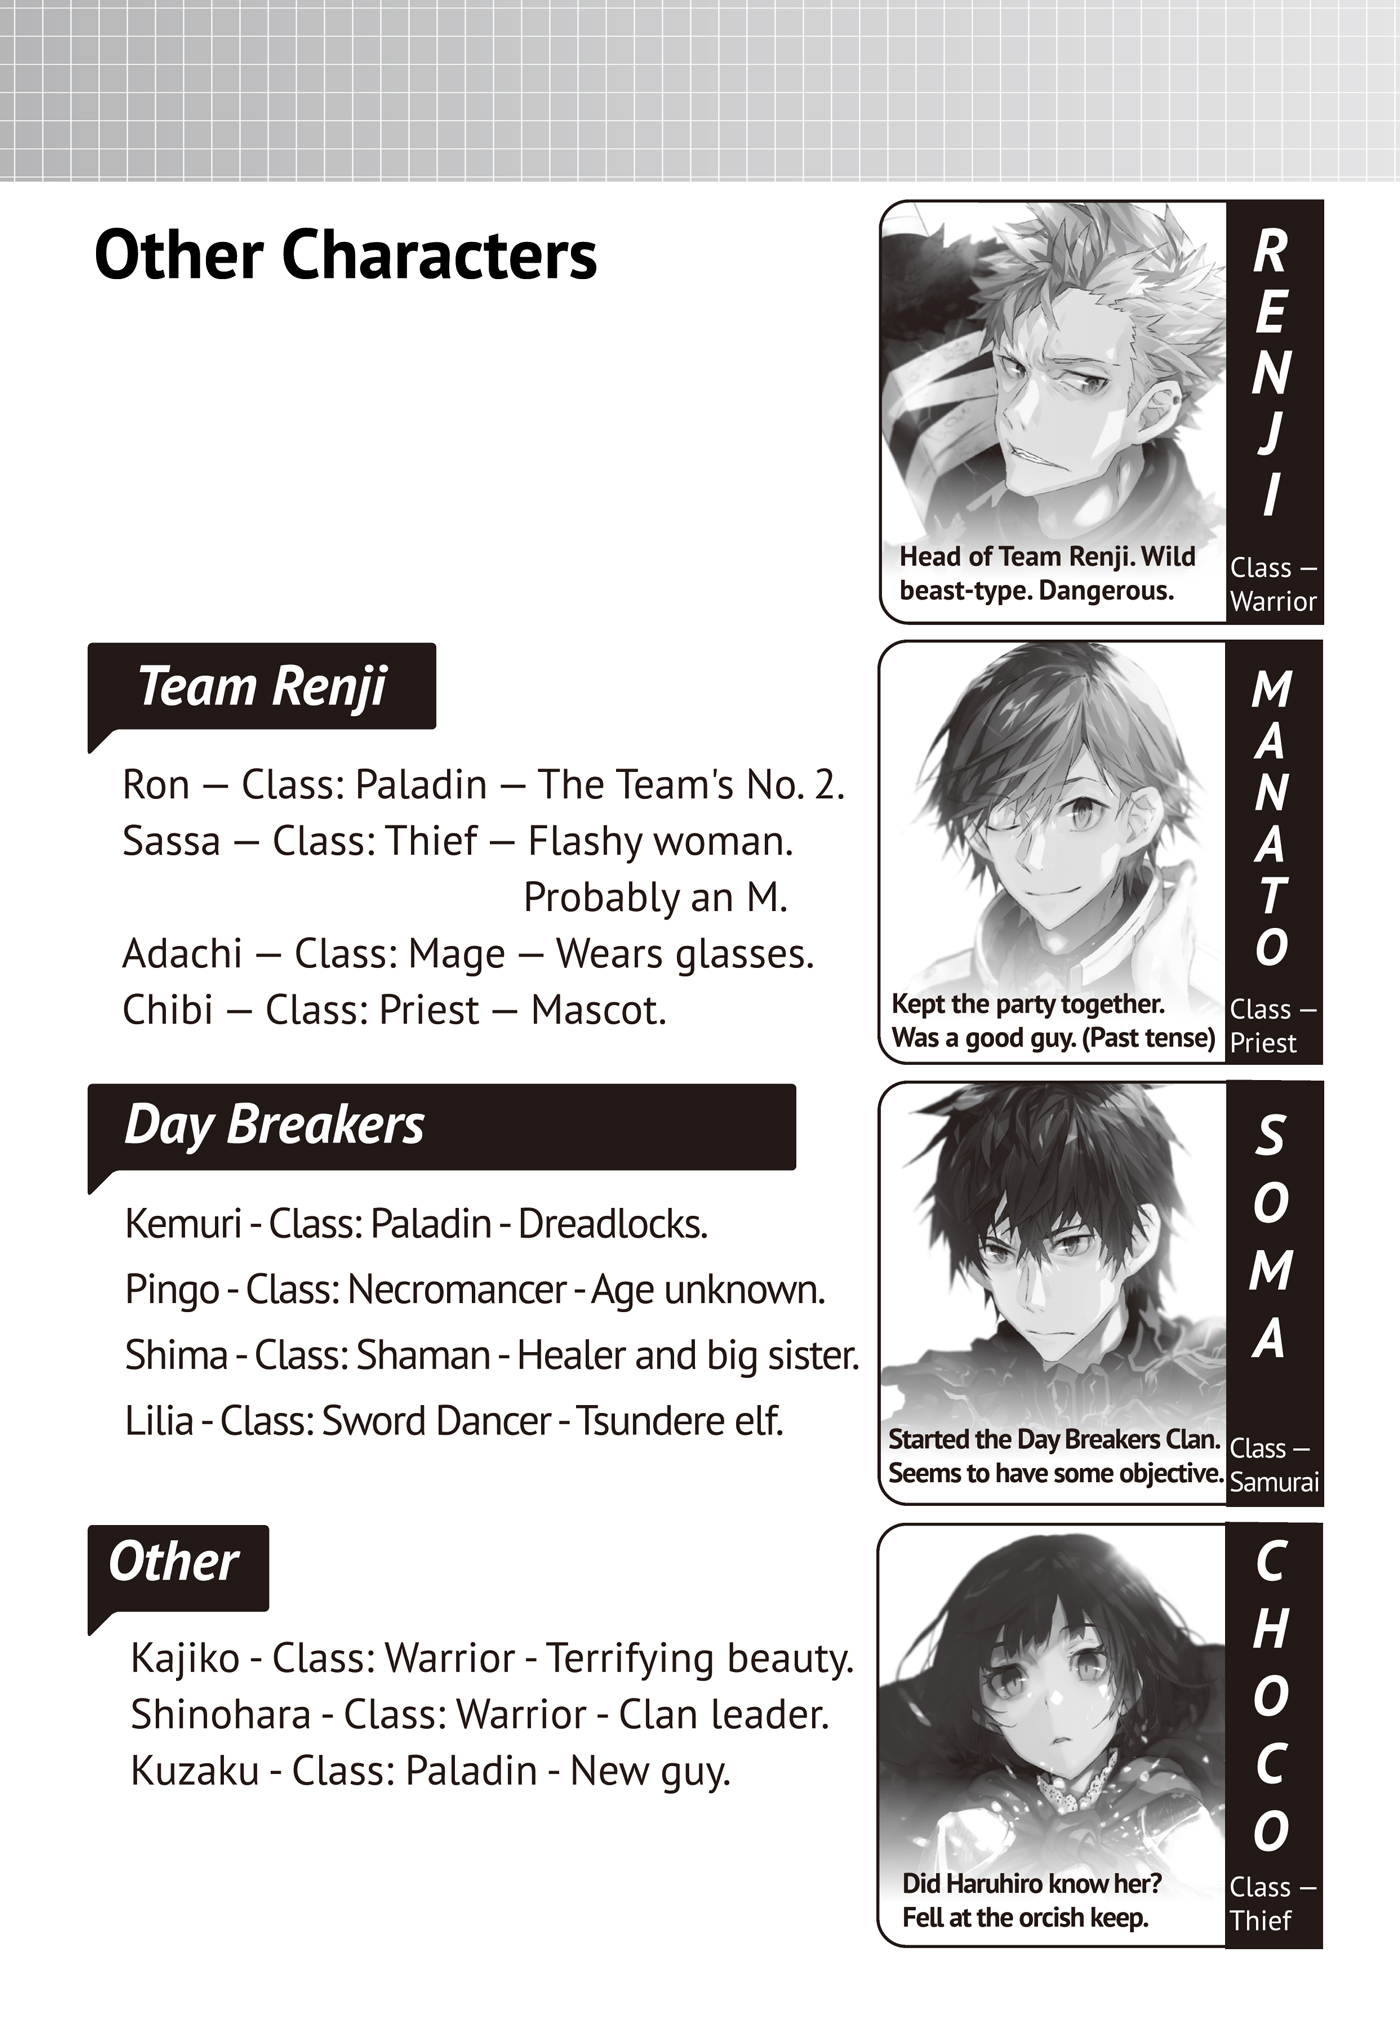 Other Characters
RENJI
Head of Team Renji. Wild
beast-type. Dangerous.
Class —
Warrior
Team Renji
Ron — Class: Paladin — The Team's No. 2.
Sassa — Class: Thief — Flashy woman.
Probably an M.
Adachi — Class: Mage — Wears glasses.
Chibi — Class: Priest — Mascot.
MANATO
Kept the party together.
Was a good guy. (Past tense)
Class —
Priest
Day Breakers
Kemuri - Class: Paladin - Dreadlocks.
Pingo - Class: Necromancer - Age unknown.
Shima - Class: Shaman - Healer and big sister.
Lilia - Class: Sword Dancer - Tsundere elf.
SOMA
Started the Day Breakers Clan.
Seems to have some objective.
Class —
Samurai
Other
Kajiko - Class: Warrior - Terrifying beauty.
Shinohara - Class: Warrior - Clan leader.
Kuzaku - Class: Paladin - New guy.
CHOCO
Did Haruhiro know her?
Fell at the orcish keep.
Class —
Thief